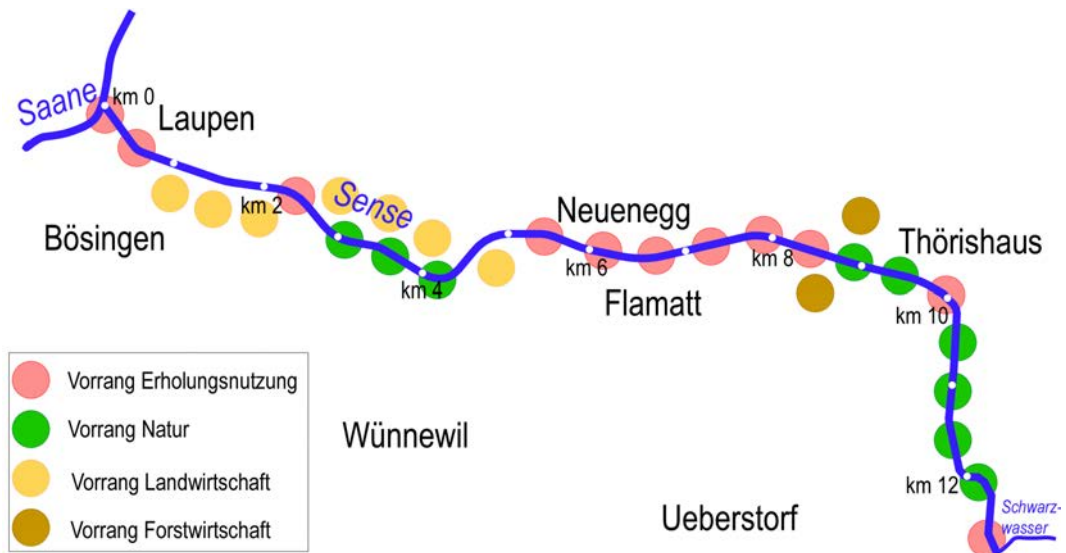 Saane
km 0
Laupen
Bösingen
km 2
Sense
km 4
Neuenegg
km 6
Flamatt
km 8
Thörishaus
km 10
km 12
Wünnewil
Ueberstorf
Schwarz-
wasser
Vorrang Erholungsnutzung
Vorrang Natur
Vorrang Landwirtschaft
Vorrang Forstwirtschaft